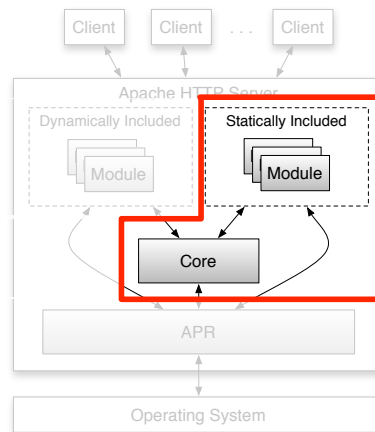 Client Client . . . Client
Apache HTTP Server
Dynamically Included Statically Included
Module Module
Core
APR
Operating System